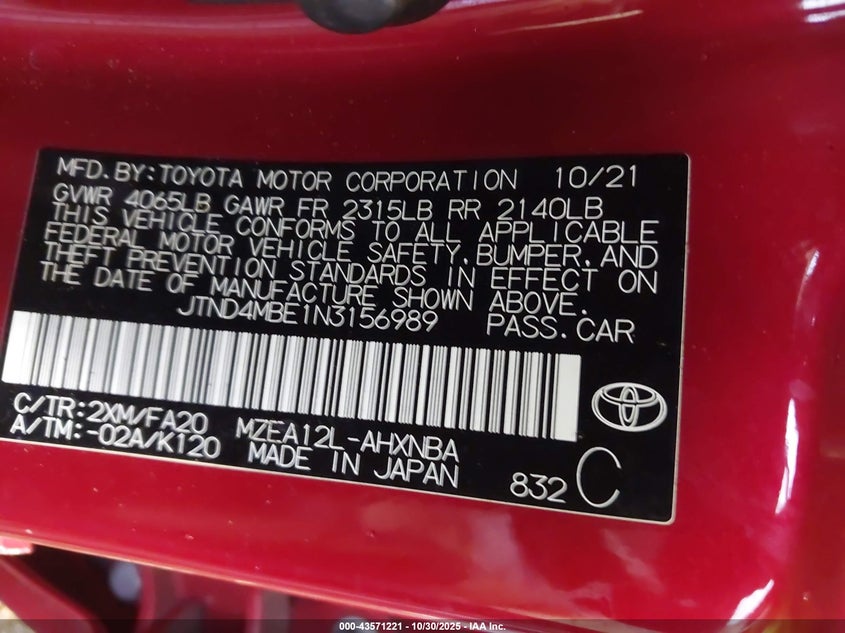 MFD. BY: TOYOTA MOTOR CORPORATION 10/21
GVWR 4065LB GAWR FR 2315LB RR 2140LB
THIS VEHICLE CONFORMS TO ALL APPLICABLE
FEDERAL MOTOR VEHICLE SAFETY, BUMPER, AND
THEFT PREVENTION STANDARDS IN EFFECT ON
THE DATE OF MANUFACTURE SHOWN ABOVE.
JTND4MBE1N3156989 PASS. CAR
C/TR: 2XM/FA20 MZEA12L-AHXNBA
A/TM: -02A/K120 MADE IN JAPAN
832 C
000-43571221 - 10/30/2025 - IAA Inc.